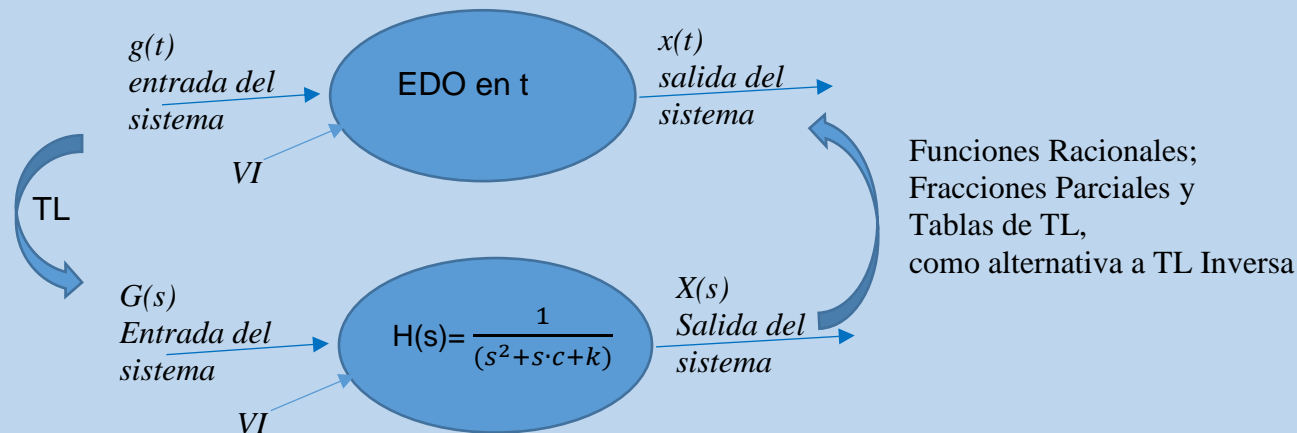 g(t)
entrada del
sistema
VI
EDO en t
x(t)
salida del
sistema
TL
Funciones Racionales;
Fracciones Parciales y
Tablas de TL,
como alternativa a TL Inversa
G(s)
Entrada del
sistema
VI
H(s)= 1/(s²+s·c+k)
X(s)
Salida del
sistema